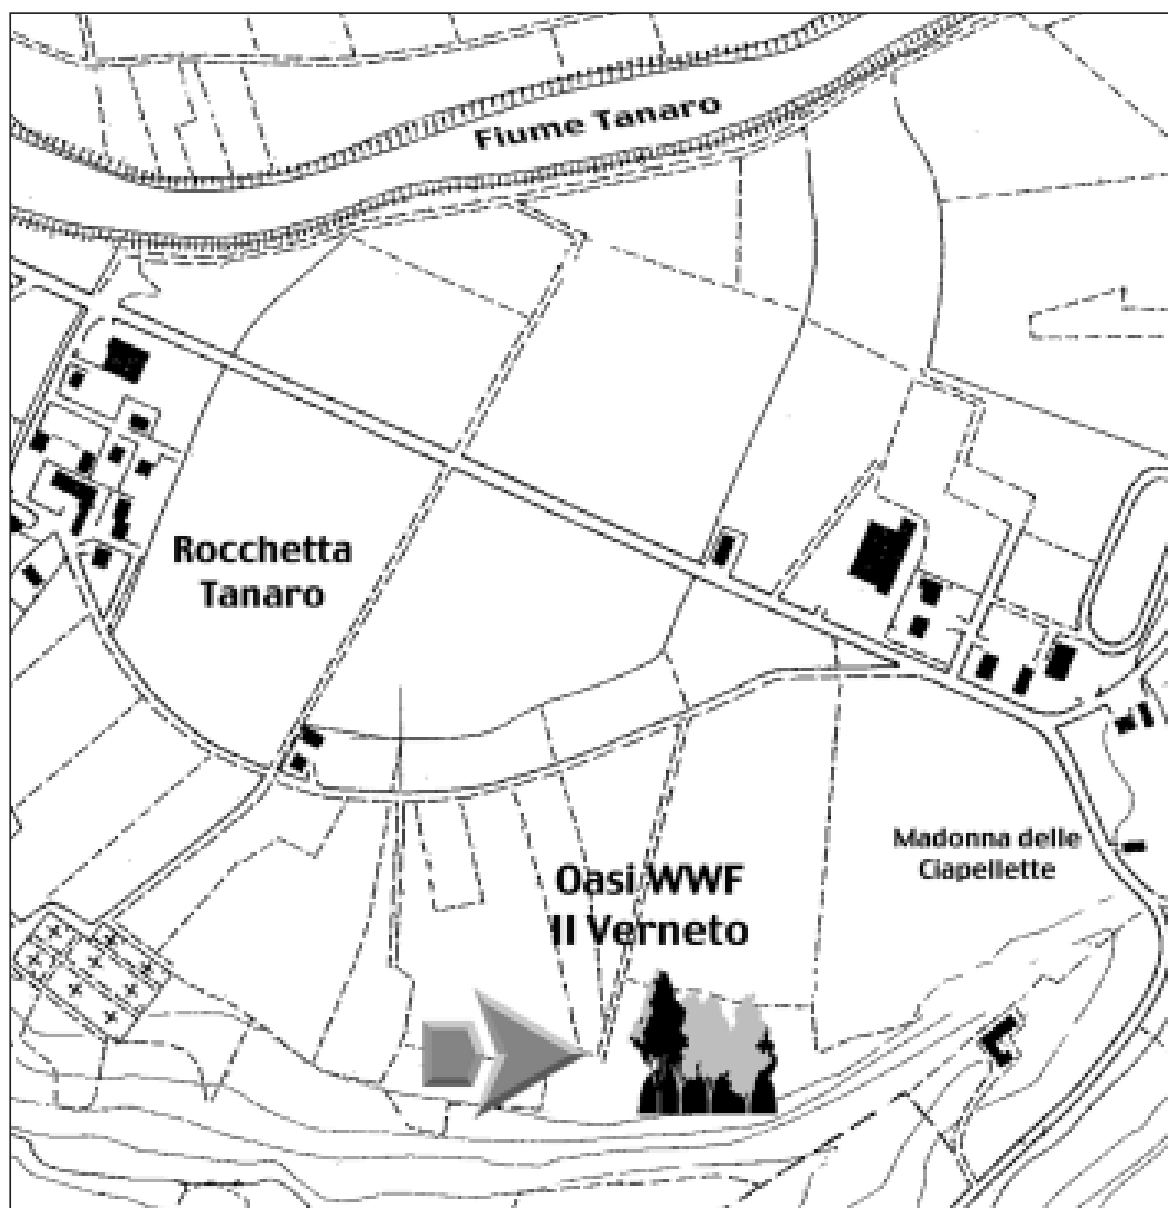 Fiume Tanaro
Rocchetta
Tanaro
Madonna delle
Ciapellette
Oasi WWF
Il Verneto